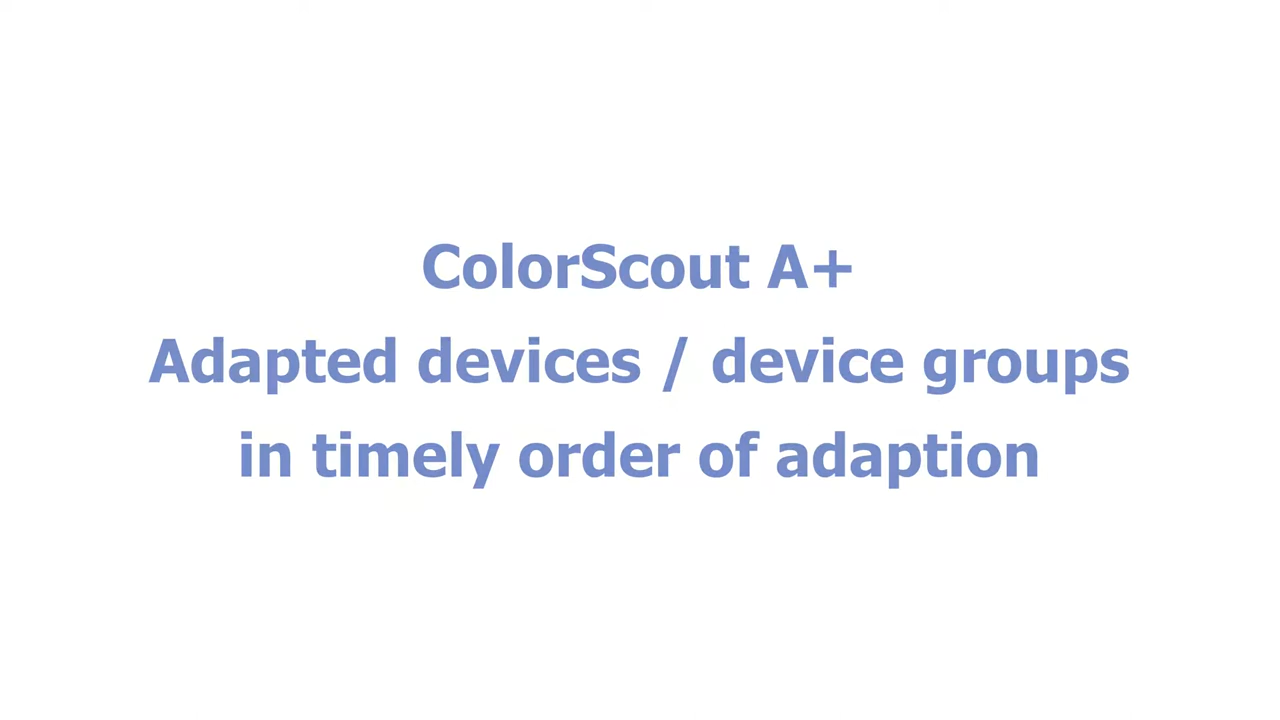 ColorScout A+
Adapted devices / device groups
in timely order of adaption